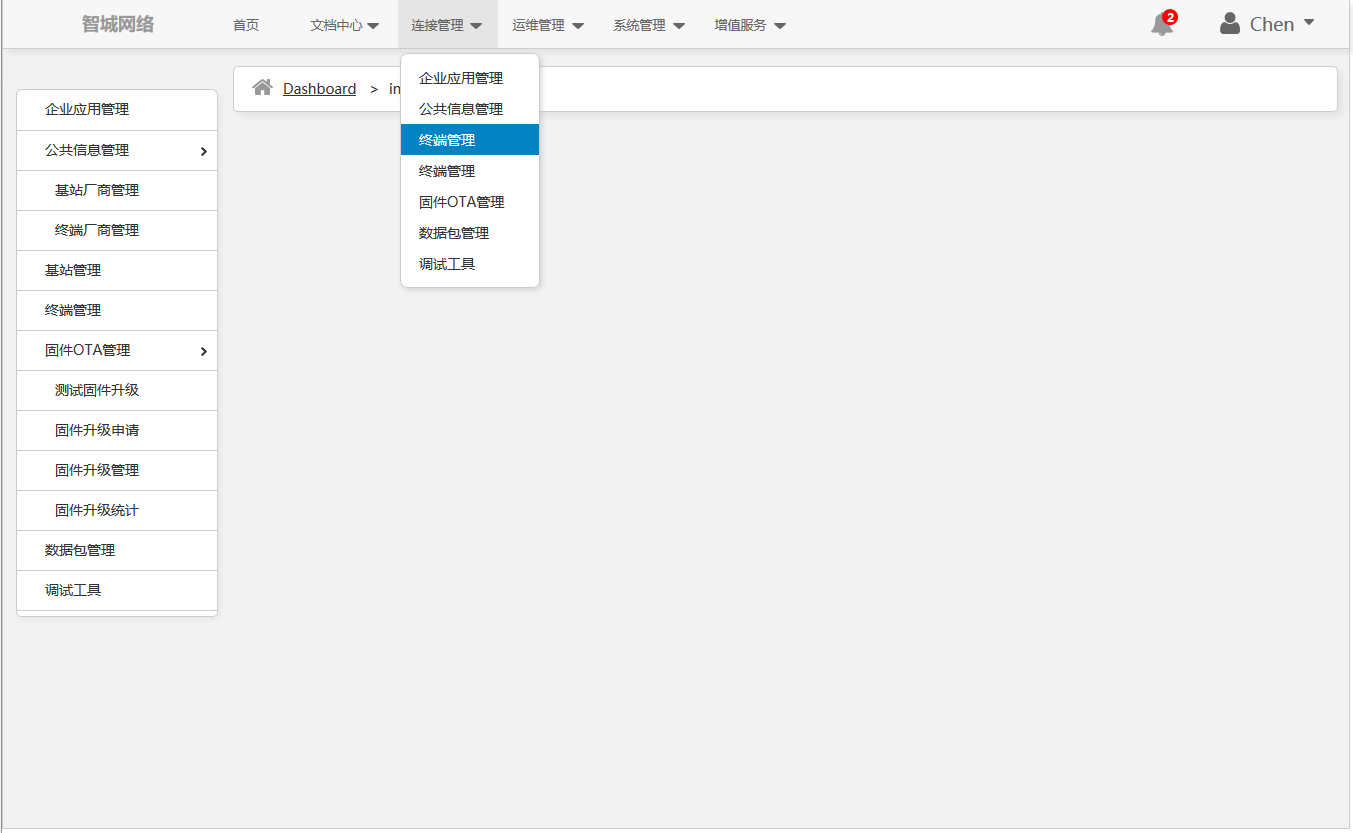 智城网络
首页
文档中心
连接管理
运维管理
系统管理
增值服务
2
Chen
企业应用管理
公共信息管理
终端管理
终端管理
固件OTA管理
数据包管理
调试工具
Dashboard > in
企业应用管理
公共信息管理
基站厂商管理
终端厂商管理
基站管理
终端管理
固件OTA管理
测试固件升级
固件升级申请
固件升级管理
固件升级统计
数据包管理
调试工具